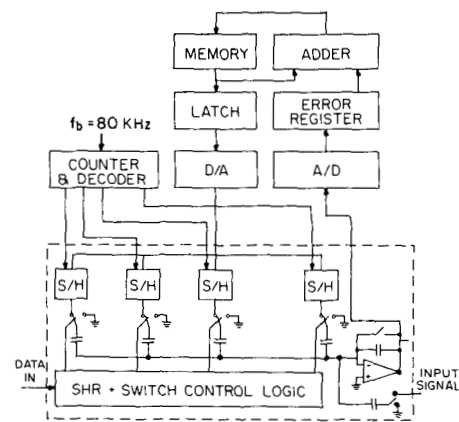 MEMORY
ADDER
LATCH
ERROR
REGISTER
f_b = 80 KHz
COUNTER
& DECODER
D/A
A/D
S/H
S/H
S/H
S/H
DATA
IN
SHR + SWITCH CONTROL LOGIC
INPUT
SIGNAL